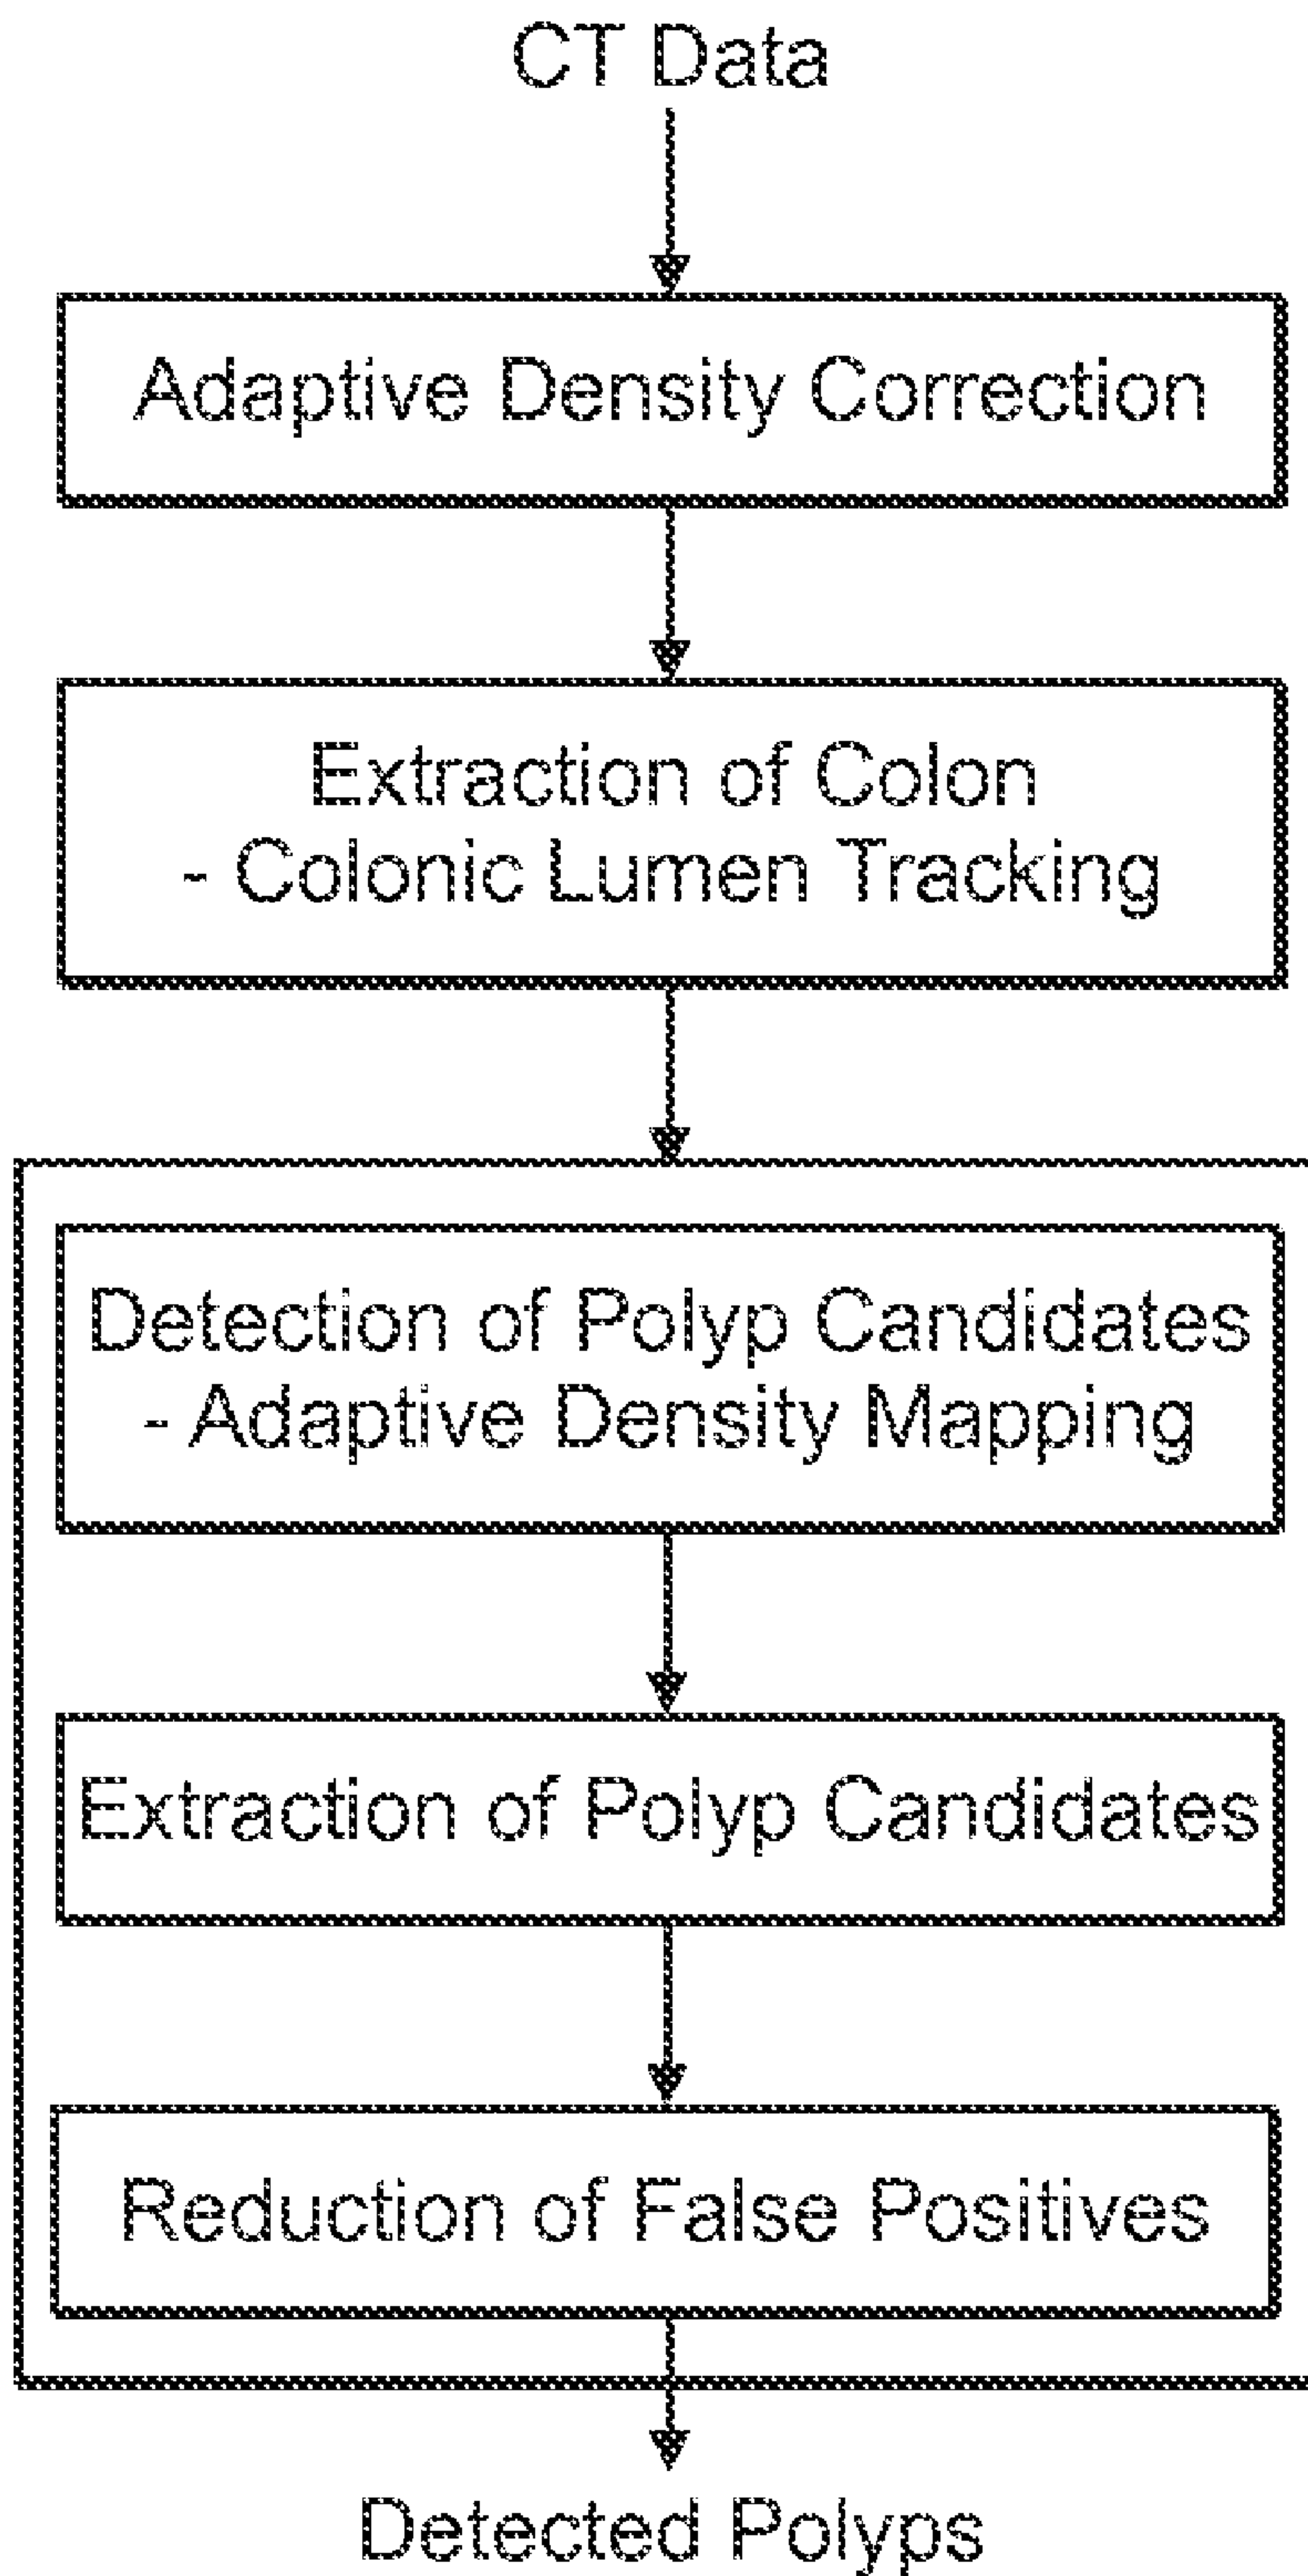 CT Data
Adaptive Density Correction
Extraction of Colon
- Colonic Lumen Tracking
Detection of Polyp Candidates
- Adaptive Density Mapping
Extraction of Polyp Candidates
Reduction of False Positives
Detected Polyps